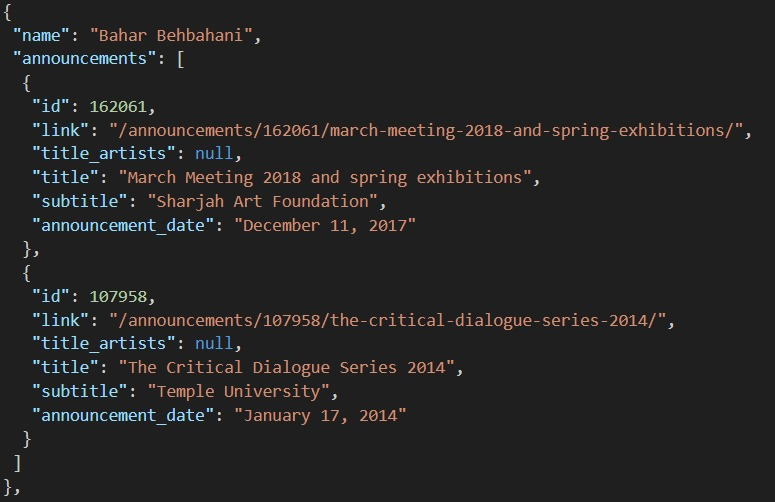 {
"name": "Bahar Behbahani",
"announcements": [
{
"id": 162061,
"link": "/announcements/162061/march-meeting-2018-and-spring-exhibitions/",
"title_artists": null,
"title": "March Meeting 2018 and spring exhibitions",
"subtitle": "Sharjah Art Foundation",
"announcement_date": "December 11, 2017"
},
{
"id": 107958,
"link": "/announcements/107958/the-critical-dialogue-series-2014/",
"title_artists": null,
"title": "The Critical Dialogue Series 2014",
"subtitle": "Temple University",
"announcement_date": "January 17, 2014"
}
]
},